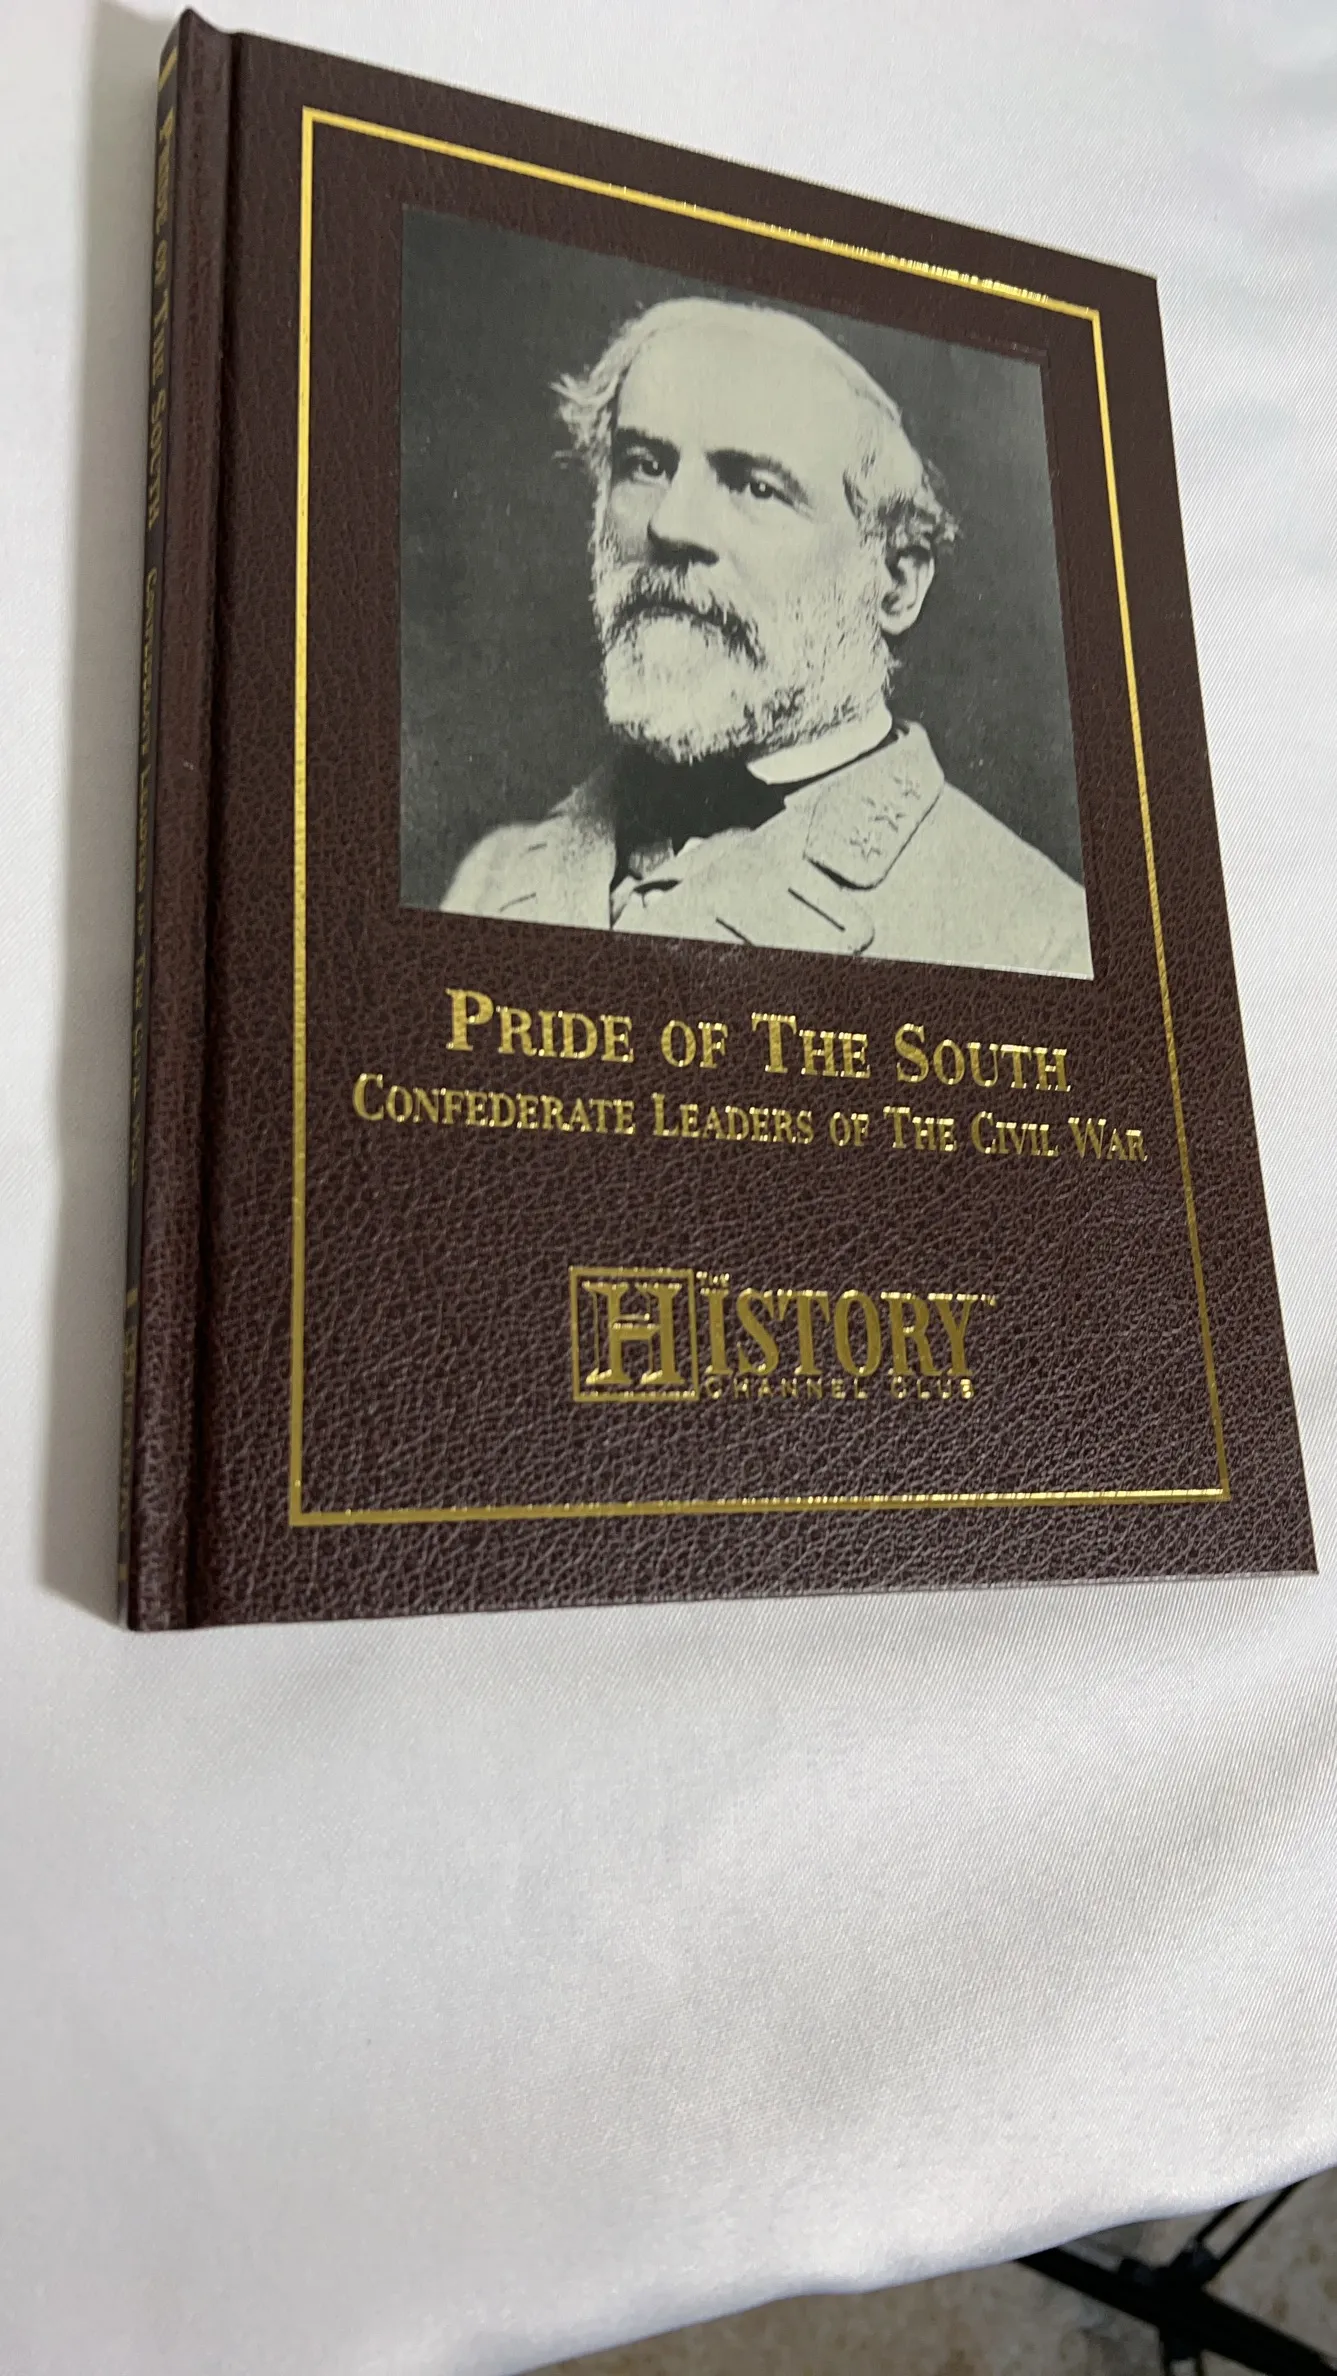 PRIDE OF THE SOUTH
CONFEDERATE LEADERS OF THE CIVIL WAR
THE HISTORY™
CHANNEL CLUB
PRIDE OF THE SOUTH CONFEDERATE LEADERS OF THE CIVIL WAR